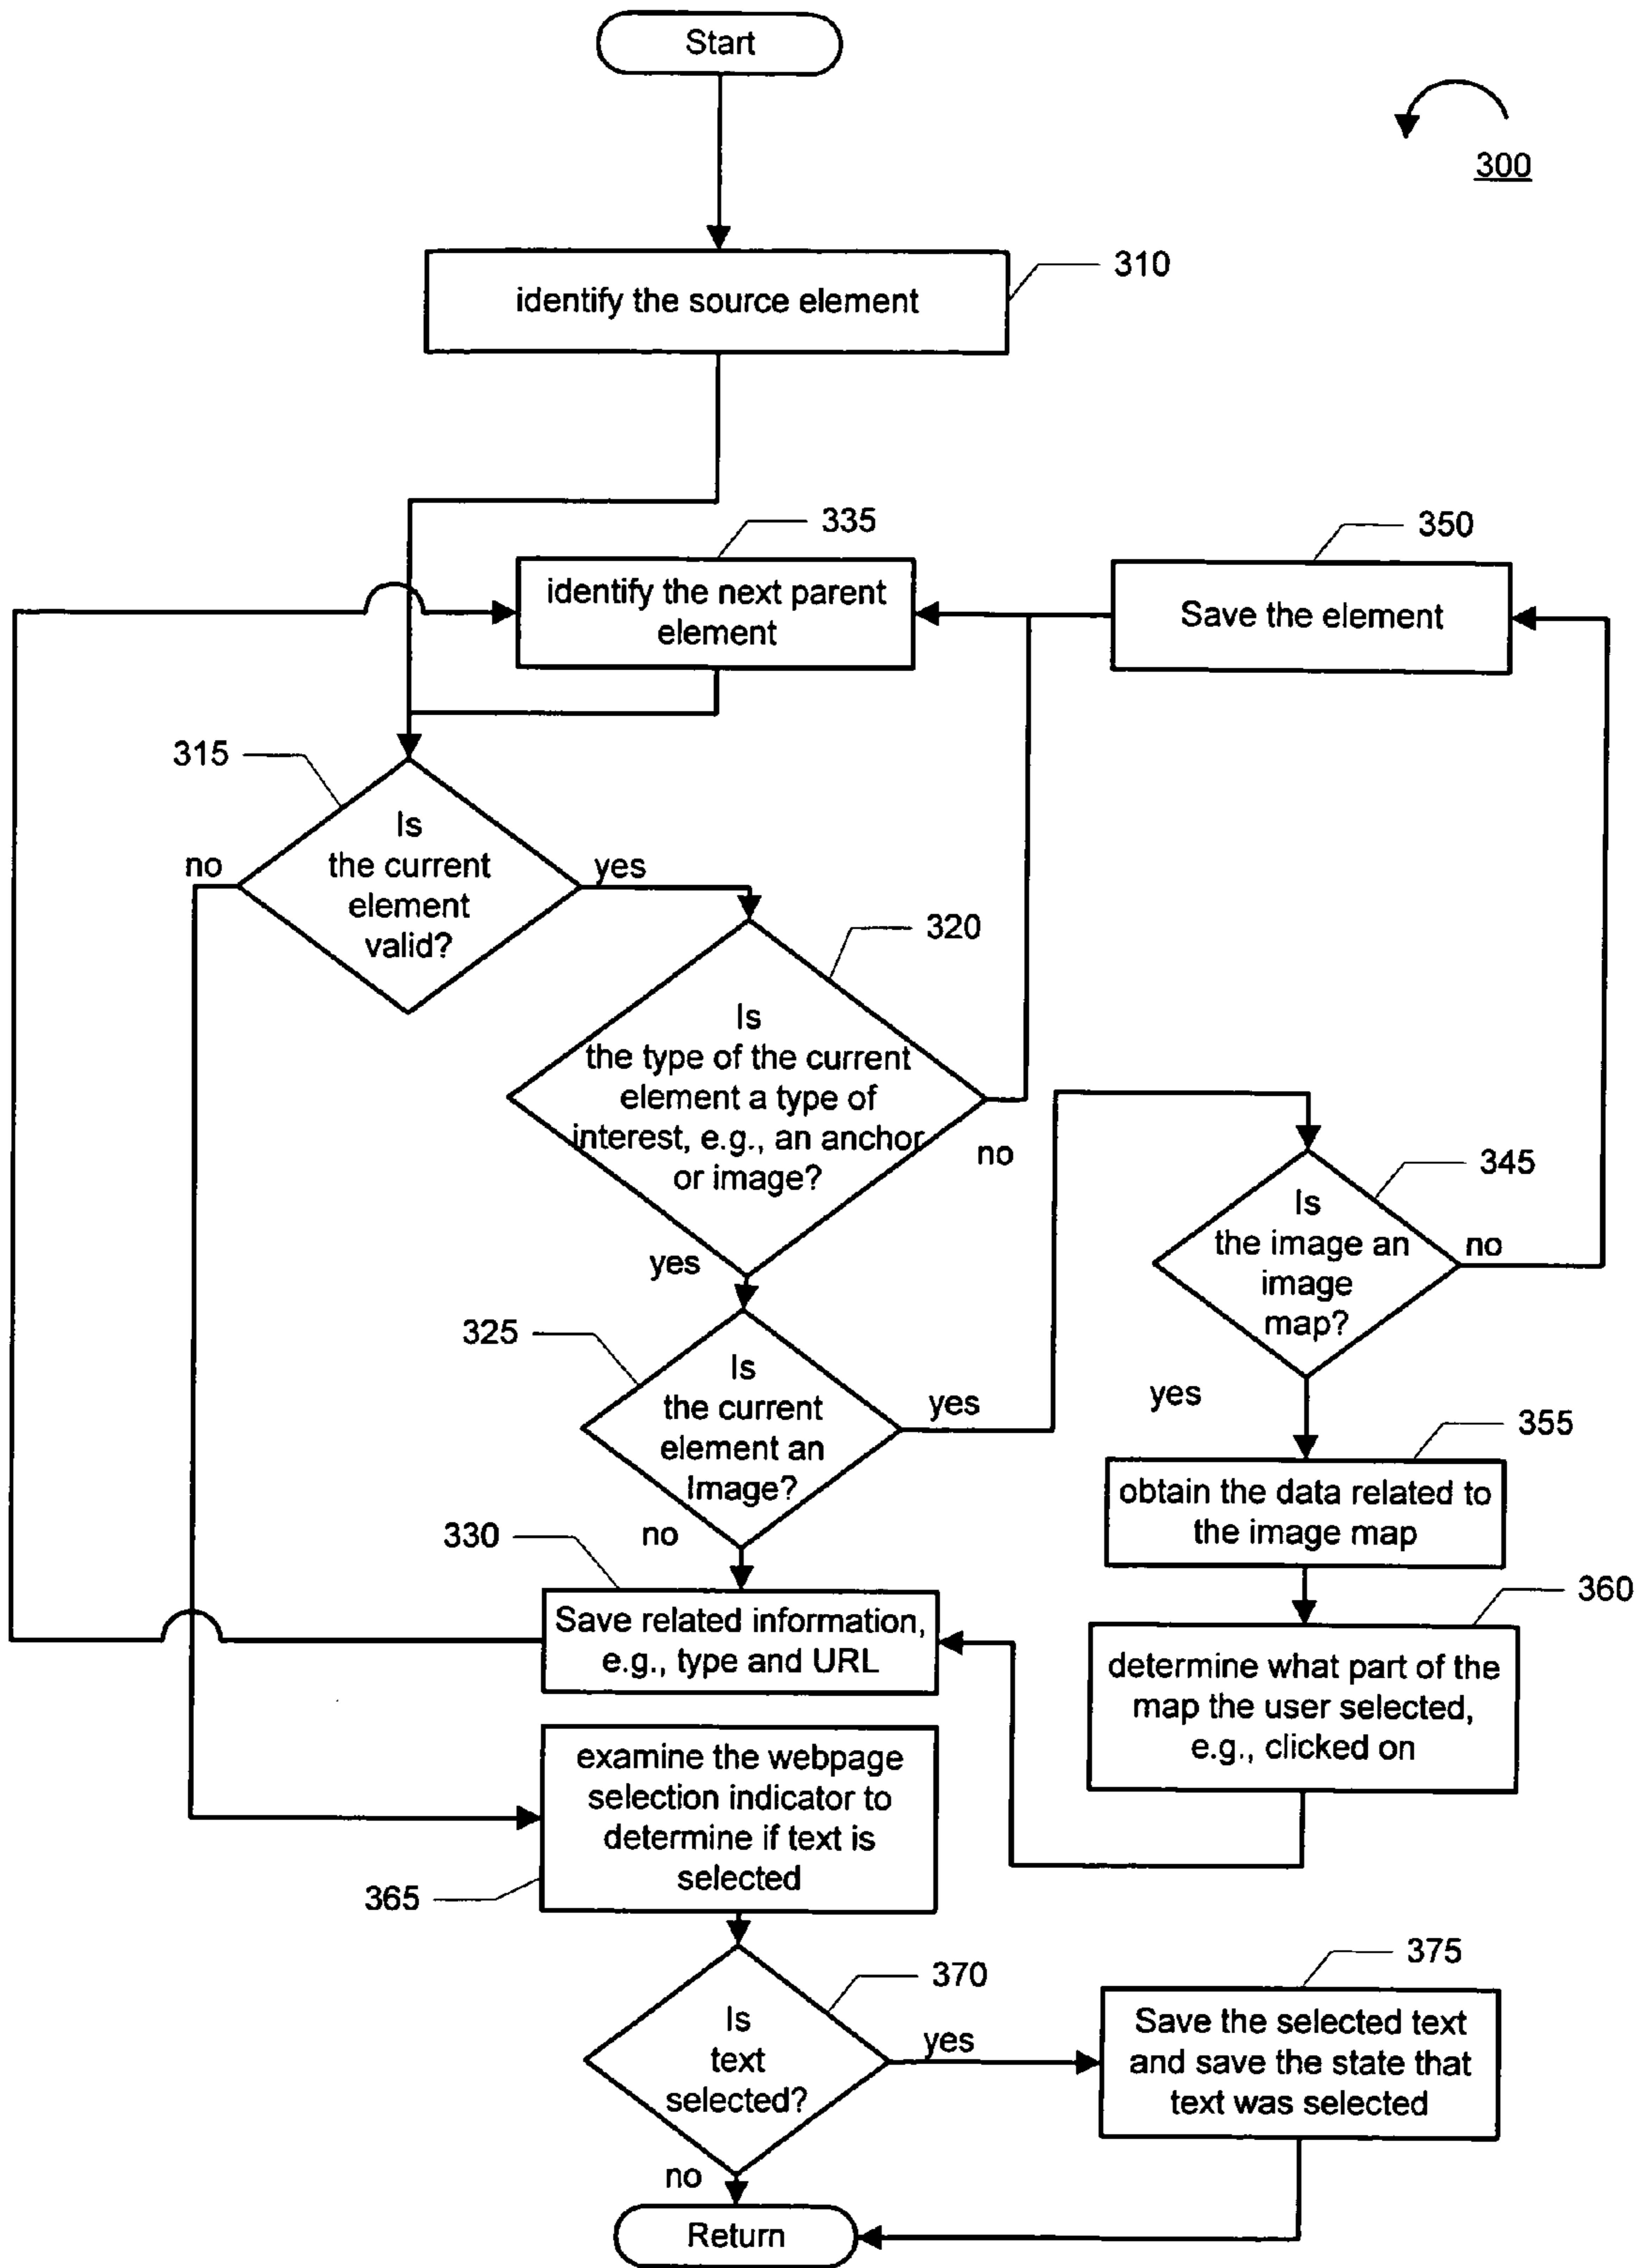 Start
300
310
identify the source element
335
350
identify the next parent
element
Save the element
315
Is
the current
element
valid?
no
yes
320
Is
the type of the current
element a type of
interest, e.g., an anchor
or image?
no
yes
345
Is
the image an
image
map?
no
yes
325
Is
the current
element an
Image?
yes
no
355
obtain the data related to
the image map
330
Save related information,
e.g., type and URL
360
determine what part of the
map the user selected,
e.g., clicked on
examine the webpage
selection indicator to
determine if text is
selected
365
370
Is
text
selected?
yes
no
375
Save the selected text
and save the state that
text was selected
Return